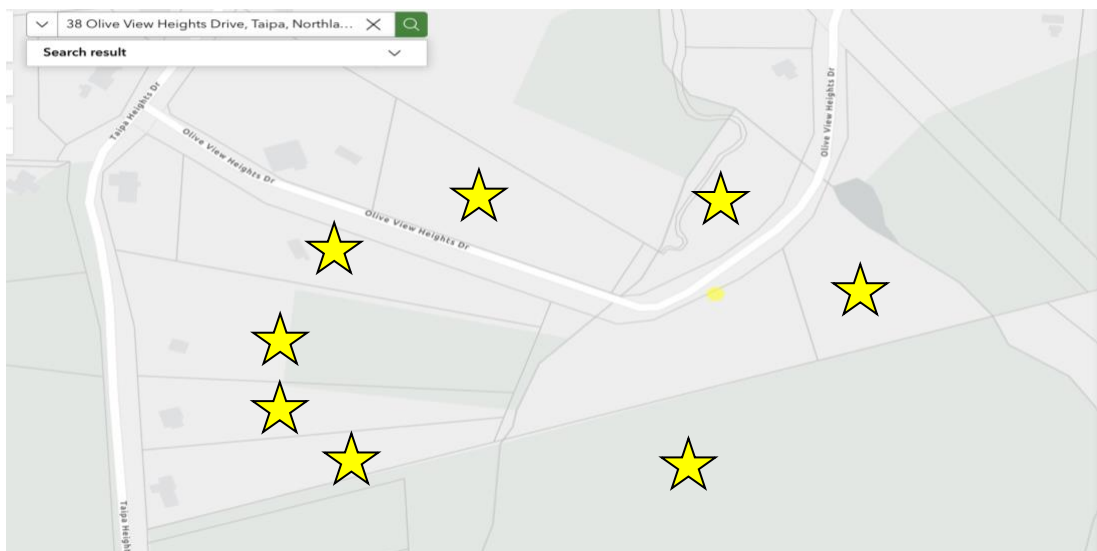 38 Olive View Heights Drive, Taipa, Northla...
Search result
Taipa Heights Dr
Olive View Heights Dr
Olive View Heights Dr
Olive View Heights Dr
Taipa Height